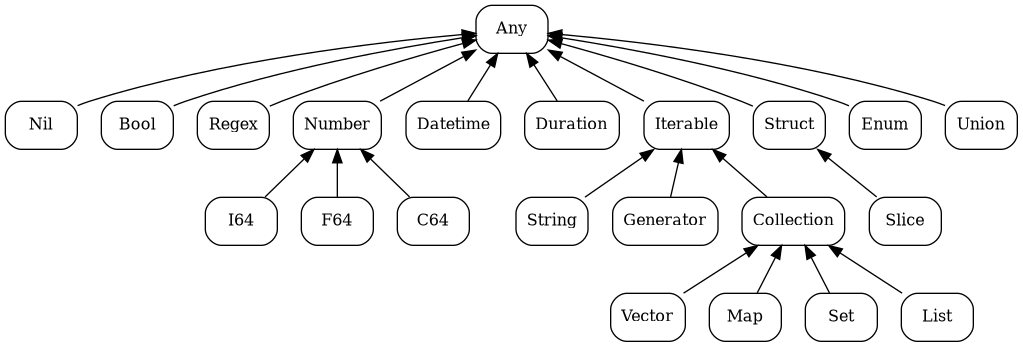 Any
Nil
Bool
Regex
Number
Datetime
Duration
Iterable
Struct
Enum
Union
I64
F64
C64
String
Generator
Collection
Slice
Vector
Map
Set
List